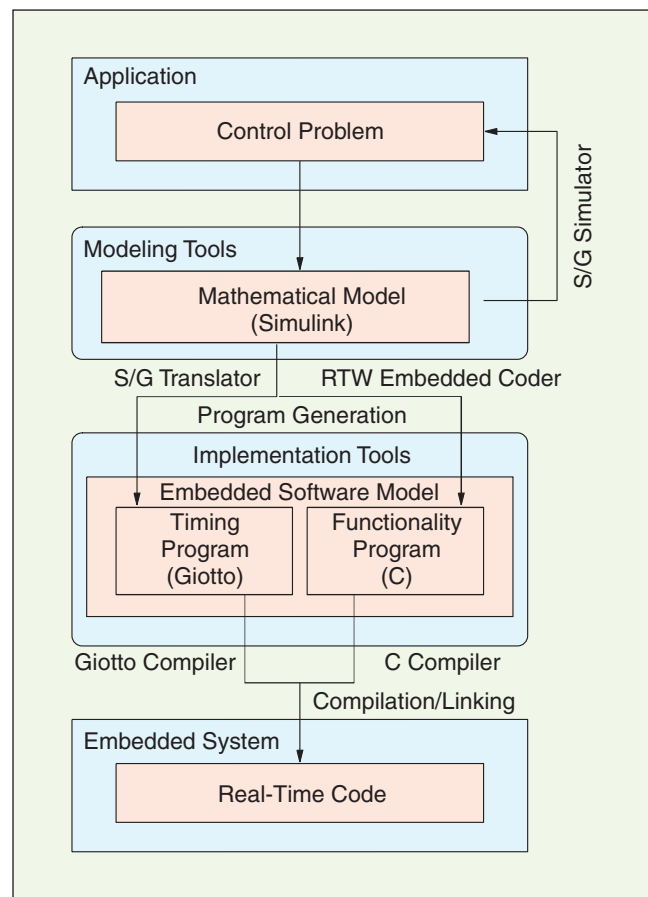 Application
Control Problem
S/G Simulator
Modeling Tools
Mathematical Model
(Simulink)
S/G Translator
RTW Embedded Coder
Program Generation
Implementation Tools
Embedded Software Model
Timing
Program
(Giotto)
Functionality
Program
(C)
Giotto Compiler
C Compiler
Compilation/Linking
Embedded System
Real-Time Code